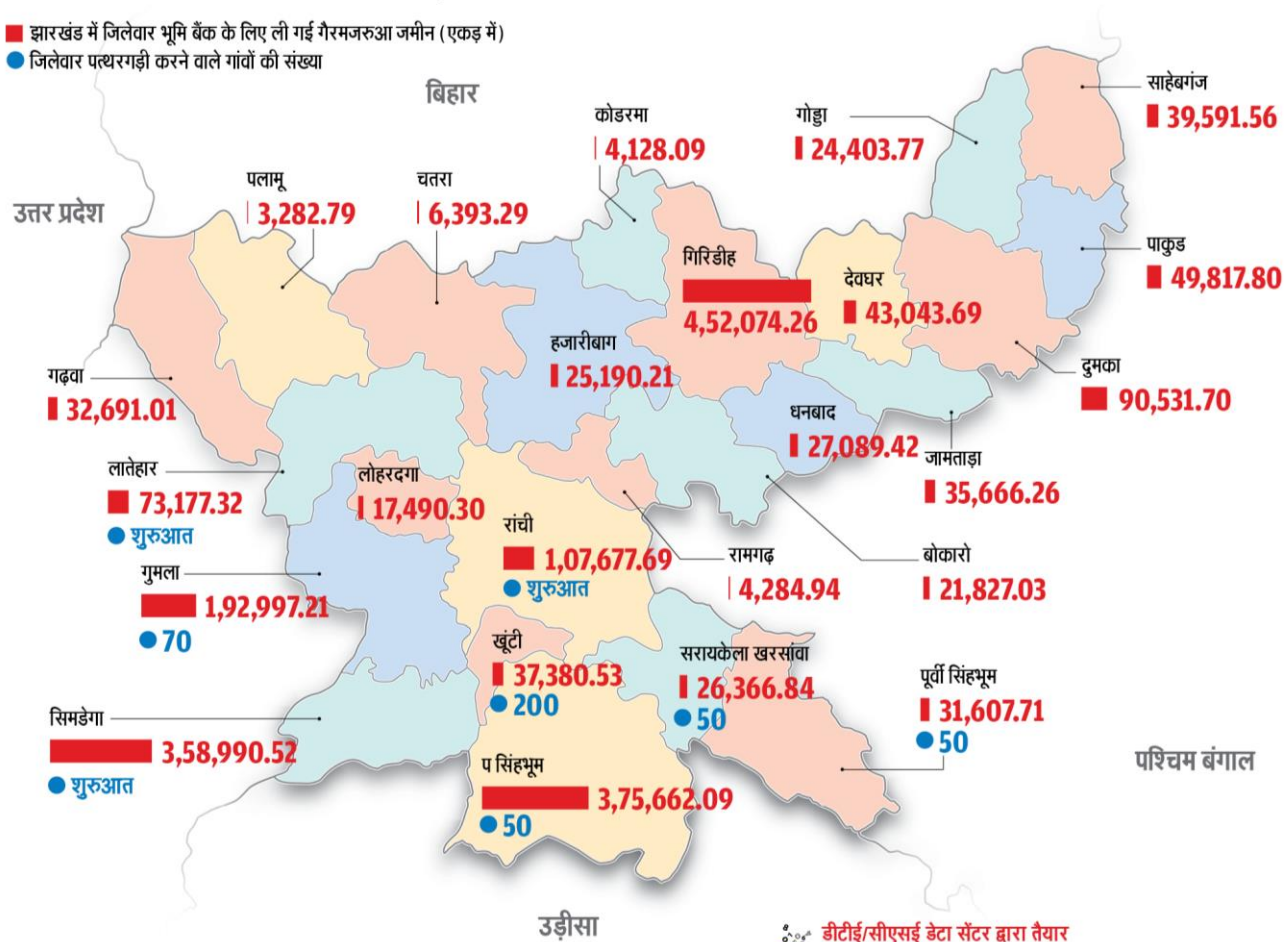 झारखंड में जिलेवार भूमि बैंक के लिए ली गई गैरमजरुआ जमीन (एकड़ में)
जिलेवार पत्थरगड़ी करने वाले गांवों की संख्या
बिहार
साहेबगंज
39,591.56
कोडरमा
4,128.09
गोड्डा
24,403.77
पलामू
3,282.79
चतरा
6,393.29
उत्तर प्रदेश
पाकुड
49,817.80
गिरिडीह
4,52,074.26
देवघर
43,043.69
हजारीबाग
25,190.21
दुमका
90,531.70
गढ़वा
32,691.01
धनबाद
27,089.42
जामताड़ा
35,666.26
लातेहार
73,177.32
शुरुआत
लोहरदगा
17,490.30
रांची
1,07,677.69
शुरुआत
रामगढ़
4,284.94
बोकारो
21,827.03
गुमला
1,92,997.21
70
खूंटी
37,380.53
200
सरायकेला खरसांवा
26,366.84
50
पूर्वी सिंहभूम
31,607.71
50
सिमडेगा
3,58,990.52
शुरुआत
प सिंहभूम
3,75,662.09
50
पश्चिम बंगाल
उड़ीसा
डीटीई/सीएसई डेटा सेंटर द्वारा तैयार